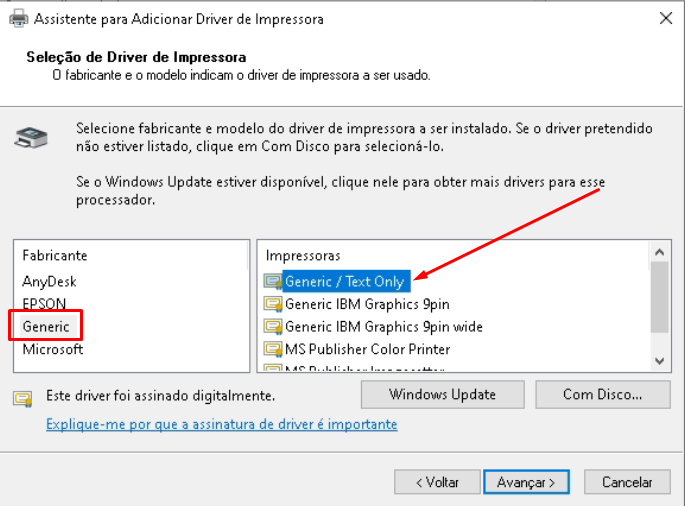 Assistente para Adicionar Driver de Impressora
Seleção de Driver de Impressora
O fabricante e o modelo indicam o driver de impressora a ser usado.
Selecione fabricante e modelo do driver de impressora a ser instalado. Se o driver pretendido
não estiver listado, clique em Com Disco para selecioná-lo.
Se o Windows Update estiver disponível, clique nele para obter mais drivers para esse
processador.
Fabricante
AnyDesk
EPSON
Generic
Microsoft
Impressoras
Generic / Text Only
Generic IBM Graphics 9pin
Generic IBM Graphics 9pin wide
MS Publisher Color Printer
MS Publisher Imagesetter
Este driver foi assinado digitalmente.
Windows Update
Com Disco...
Explique-me por que a assinatura de driver é importante
< Voltar
Avançar >
Cancelar